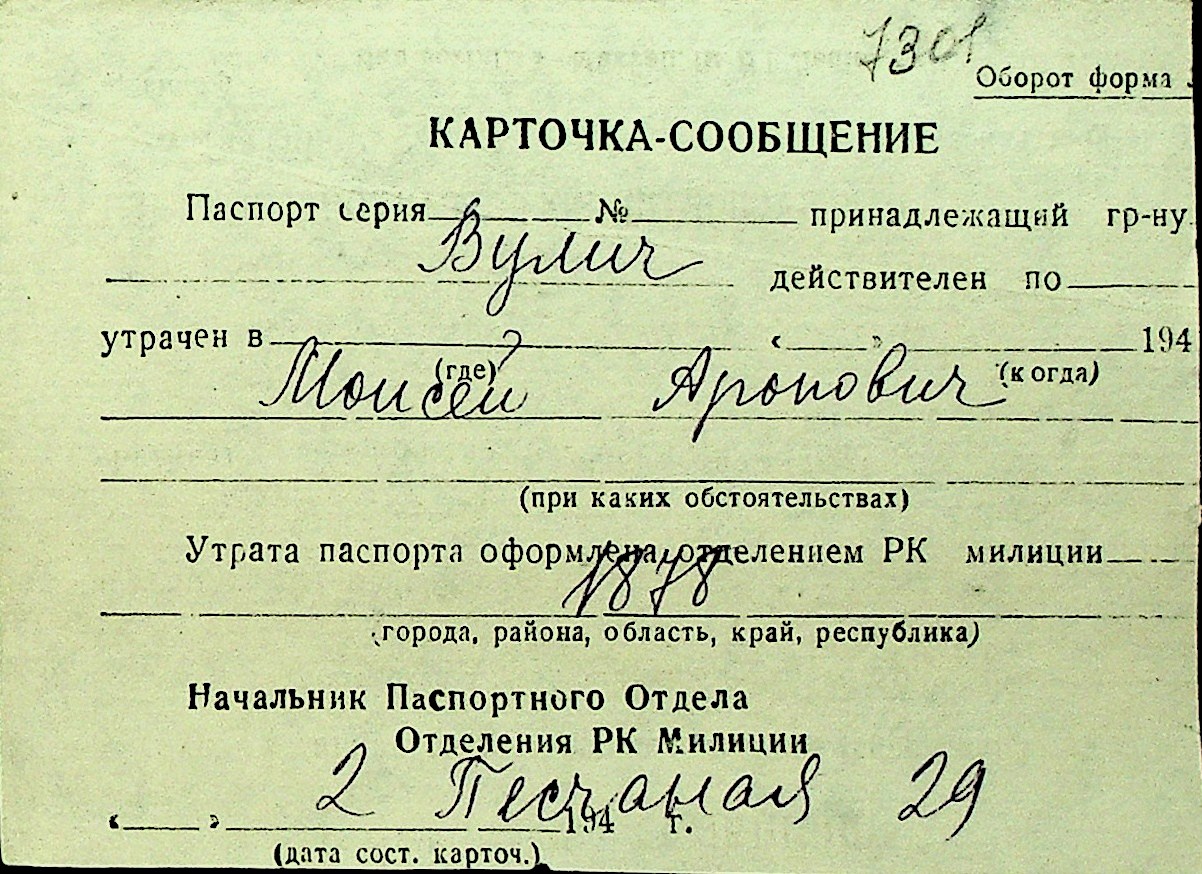 7301
Оборот форма
КАРТОЧКА-СООБЩЕНИЕ
Паспорт серия № принадлежащий гр-ну
Вулич
действителен по
утрачен в « » 194
(где) (когда)
Моисей Аронович
(при каких обстоятельствах)
Утрата паспорта оформлена отделением РК милиции
1878
(города, района, область, край, республика)
Начальник Паспортного Отдела
Отделения РК Милиции
2 Песчаная 29
« » 194 г.
(дата сост. карточ.)